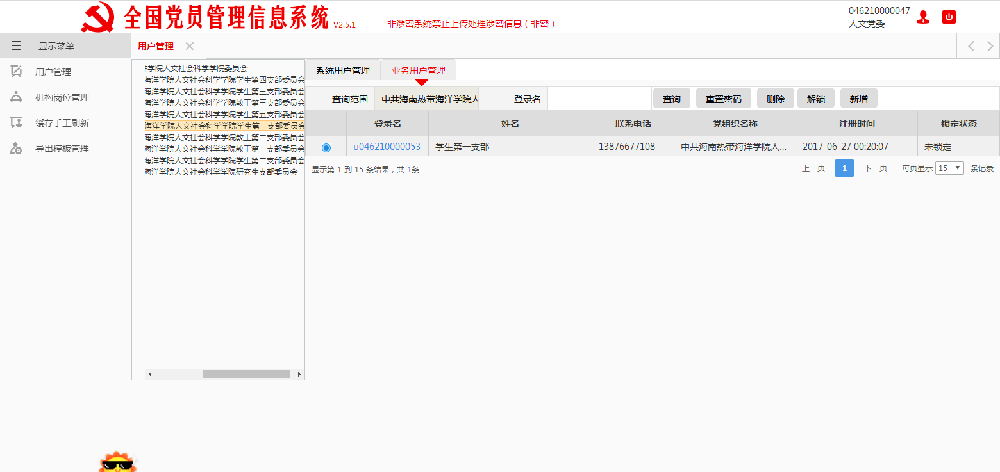 全国党员管理信息系统 V2.5.1
非涉密系统禁止上传处理涉密信息（非密）
046210000047
人文党委
显示菜单
用户管理
用户管理
机构岗位管理
缓存手工刷新
导出模板管理
学院人文社会科学学院委员会
海洋学院人文社会科学学院学生第四支部委员会
海洋学院人文社会科学学院学生第三支部委员会
海洋学院人文社会科学学院教工第三支部委员会
海洋学院人文社会科学学院学生第五支部委员会
海洋学院人文社会科学学院学生第一支部委员会
海洋学院人文社会科学学院教工第二支部委员会
海洋学院人文社会科学学院教工第一支部委员会
海洋学院人文社会科学学院学生第二支部委员会
海洋学院人文社会科学学院研究生支部委员会
系统用户管理 业务用户管理
查询范围 中共海南热带海洋学院人 登录名 查询 重置密码 删除 解锁 新增
登录名 姓名 联系电话 党组织名称 注册时间 锁定状态
u046210000053 学生第一支部 13876677108 中共海南热带海洋学院人... 2017-06-27 00:20:07 未锁定
显示第 1 到 15 条结果，共 1条 上一页 1 下一页 每页显示 15 条记录